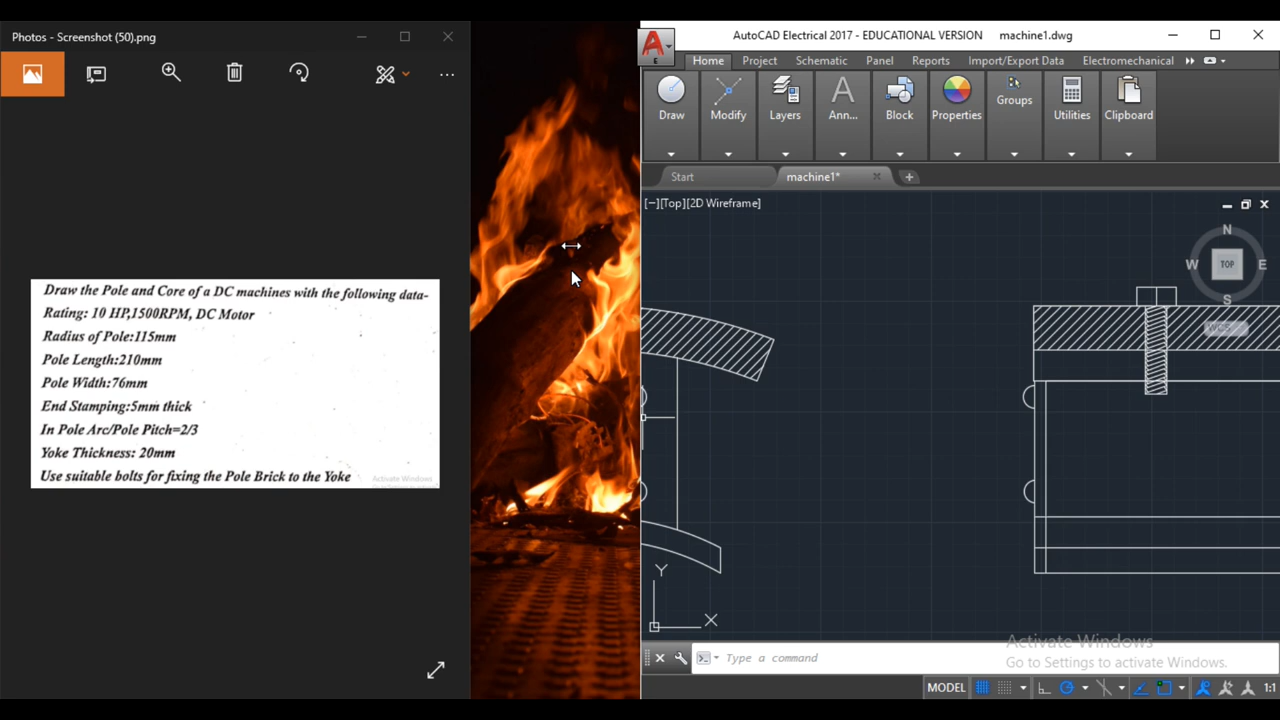 Photos - Screenshot (50).png
Draw the Pole and Core of a DC machines with the following data-
Rating: 10 HP,1500RPM, DC Motor
Radius of Pole:115mm
Pole Length:210mm
Pole Width:76mm
End Stamping:5mm thick
In Pole Arc/Pole Pitch=2/3
Yoke Thickness: 20mm
Use suitable bolts for fixing the Pole Brick to the Yoke
Activate Windows
AutoCAD Electrical 2017 - EDUCATIONAL VERSION machine1.dwg
A
E
Home Project Schematic Panel Reports Import/Export Data Electromechanical
Draw Modify Layers Ann... Block Properties Groups Utilities Clipboard
Start machine1*
[−][Top][2D Wireframe]
N
W TOP E
S
WCS
Y
X
Activate Windows
Go to Settings to activate Windows.
Type a command
MODEL 1:1